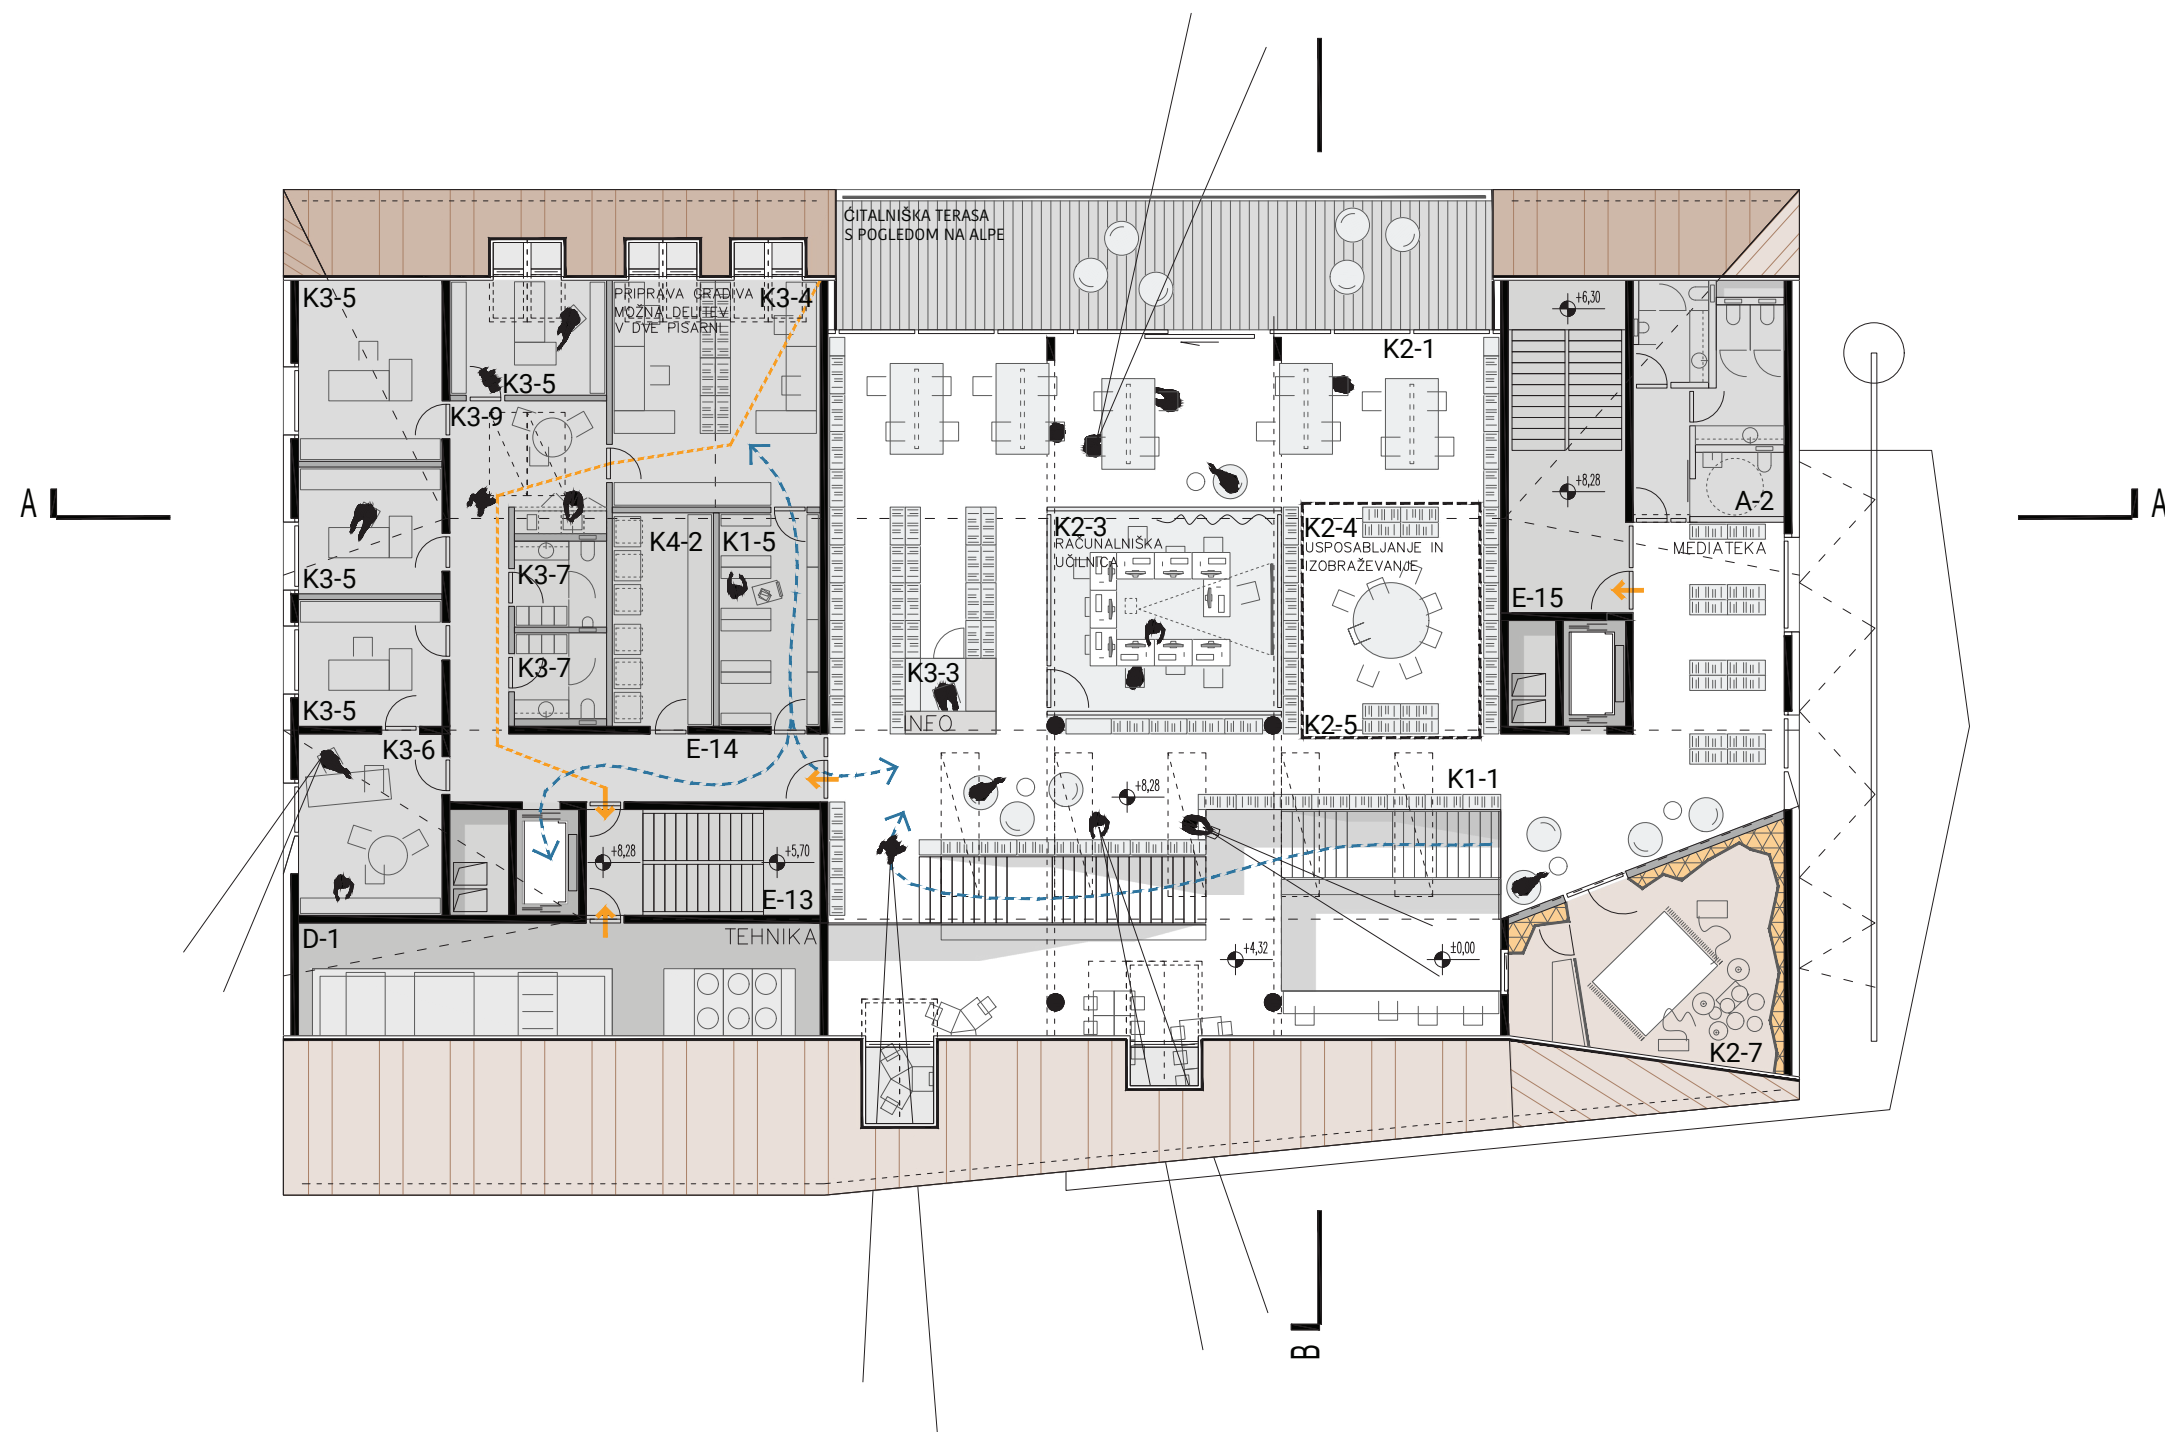 ČITALNIŠKA TERASA
S POGLEDOM NA ALPE
K3-5
PRIPRAVA GRADIVA
MOŽNA DELITEV
V DVE PISARNI
K3-4
+6,30
K2-1
K3-5
K3-9
+8,28
A-2
A
A
K4-2
K1-5
K2-3
RAČUNALNIŠKA
UČILNICA
K2-4
USPOSABLJANJE IN
IZOBRAŽEVANJE
MEDIATEKA
K3-5
K3-7
E-15
K3-7
K3-3
INFO
K3-5
K2-5
K3-6
E-14
K1-1
+8,28
+8,28
+5,70
E-13
D-1
TEHNIKA
+4,32
±0,00
K2-7
B